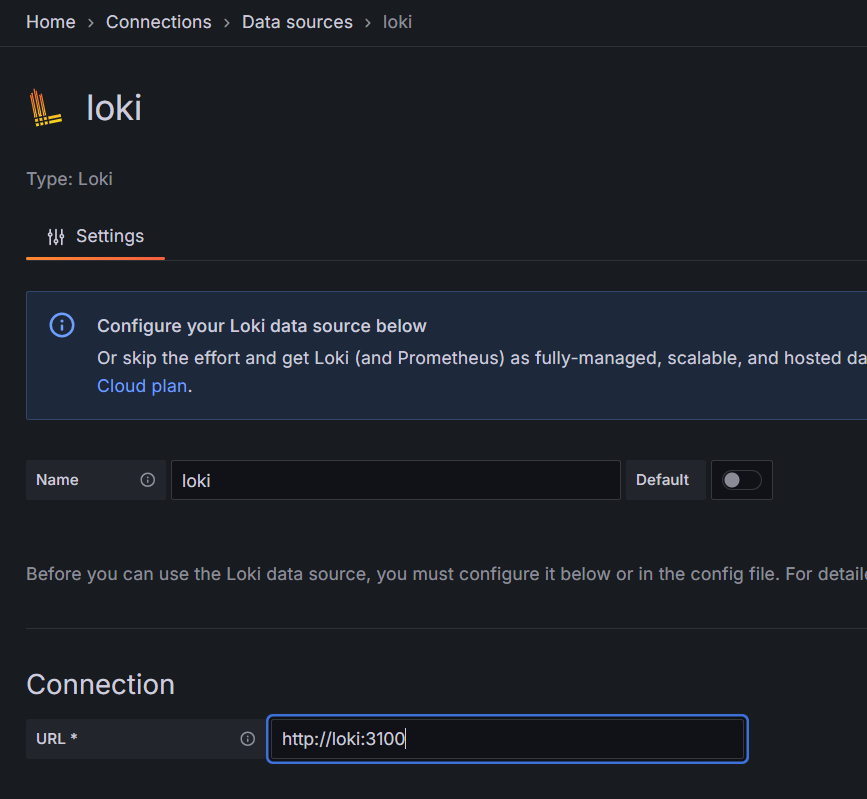 Home › Connections › Data sources › loki
loki
Type: Loki
Settings
Configure your Loki data source below
Or skip the effort and get Loki (and Prometheus) as fully-managed, scalable, and hosted da
Cloud plan.
Name loki Default
Before you can use the Loki data source, you must configure it below or in the config file. For detaile
Connection
URL * http://loki:3100